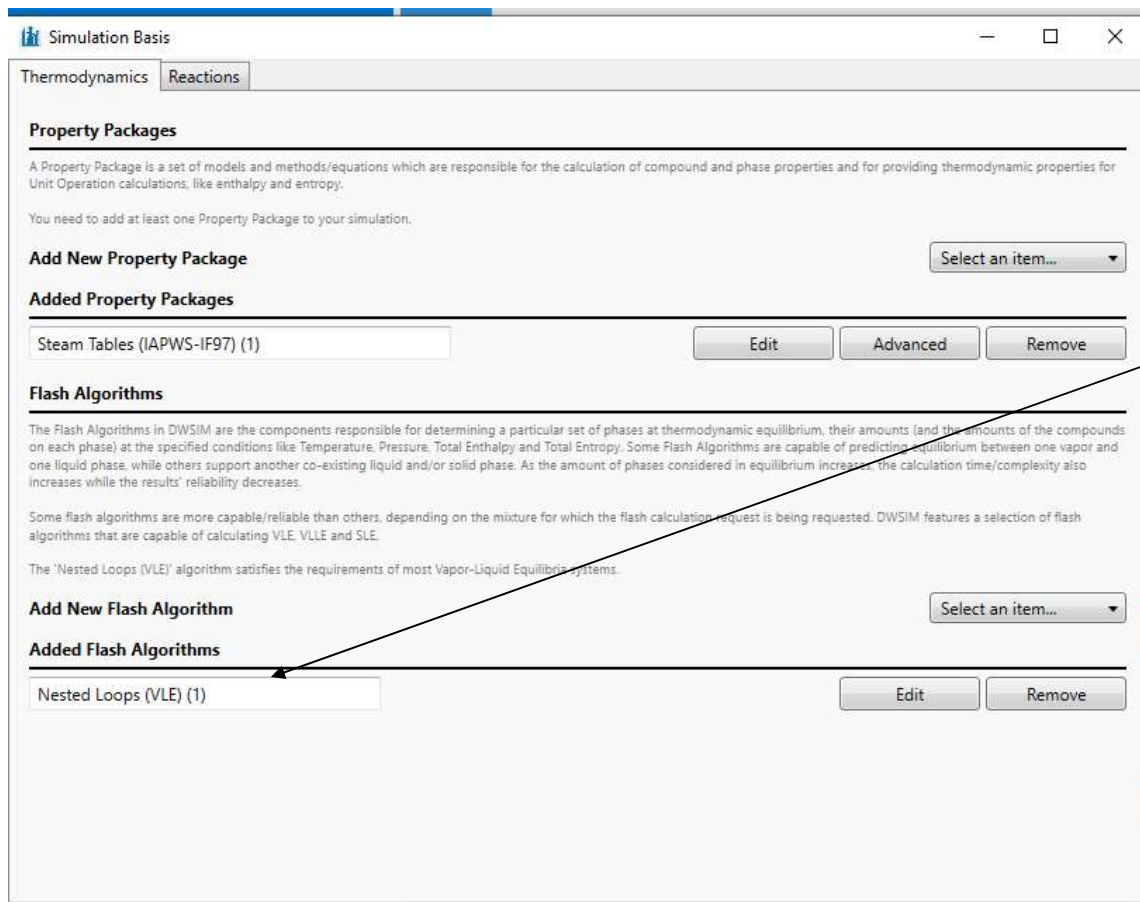 Simulation Basis
Thermodynamics Reactions
Property Packages
A Property Package is a set of models and methods/equations which are responsible for the calculation of compound and phase properties and for providing thermodynamic properties for
Unit Operation calculations, like enthalpy and entropy.
You need to add at least one Property Package to your simulation.
Add New Property Package Select an item...
Added Property Packages
Steam Tables (IAPWS-IF97) (1) Edit Advanced Remove
Flash Algorithms
The Flash Algorithms in DWSIM are the components responsible for determining a particular set of phases at thermodynamic equilibrium, their amounts (and the amounts of the compounds
on each phase) at the specified conditions like Temperature, Pressure, Total Enthalpy and Total Entropy. Some Flash Algorithms are capable of predicting equilibrium between one vapor and
one liquid phase, while others support another co-existing liquid and/or solid phase. As the amount of phases considered in equilibrium increases, the calculation time/complexity also
increases while the results' reliability decreases.
Some flash algorithms are more capable/reliable than others, depending on the mixture for which the flash calculation request is being requested. DWSIM features a selection of flash
algorithms that are capable of calculating VLE, VLLE and SLE.
The 'Nested Loops (VLE)' algorithm satisfies the requirements of most Vapor-Liquid Equilibria systems.
Add New Flash Algorithm Select an item...
Added Flash Algorithms
Nested Loops (VLE) (1) Edit Remove